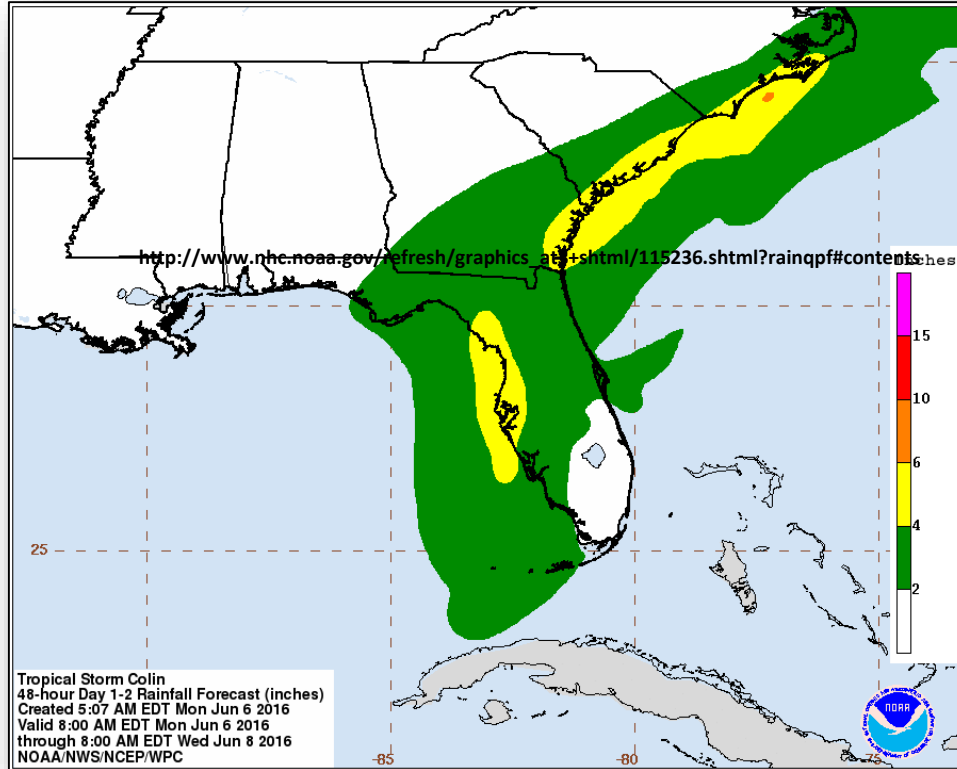 http://www.nhc.noaa.gov/refresh/graphics_at3+shtml/115236.shtml?rainqpf#contents
Inches
15
10
6
4
2
25
-85
-80
-75
Tropical Storm Colin
48-hour Day 1-2 Rainfall Forecast (inches)
Created 5:07 AM EDT Mon Jun 6 2016
Valid 8:00 AM EDT Mon Jun 6 2016
through 8:00 AM EDT Wed Jun 8 2016
NOAA/NWS/NCEP/WPC
NOAA